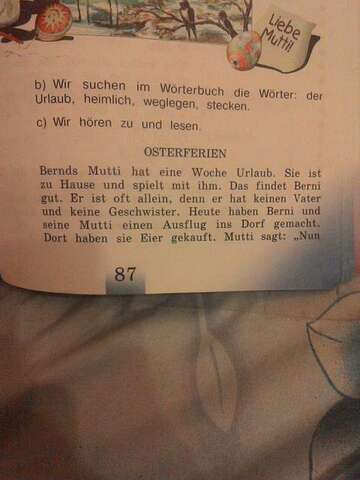 Liebe
Mutti!
b) Wir suchen im Wörterbuch die Wörter: der
Urlaub, heimlich, weglegen, stecken.
c) Wir hören zu und lesen.
OSTERFERIEN
Bernds Mutti hat eine Woche Urlaub. Sie ist
zu Hause und spielt mit ihm. Das findet Berni
gut. Er ist oft allein, denn er hat keinen Vater
und keine Geschwister. Heute haben Berni und
seine Mutti einen Ausflug ins Dorf gemacht.
Dort haben sie Eier gekauft. Mutti sagt: „Nun
87